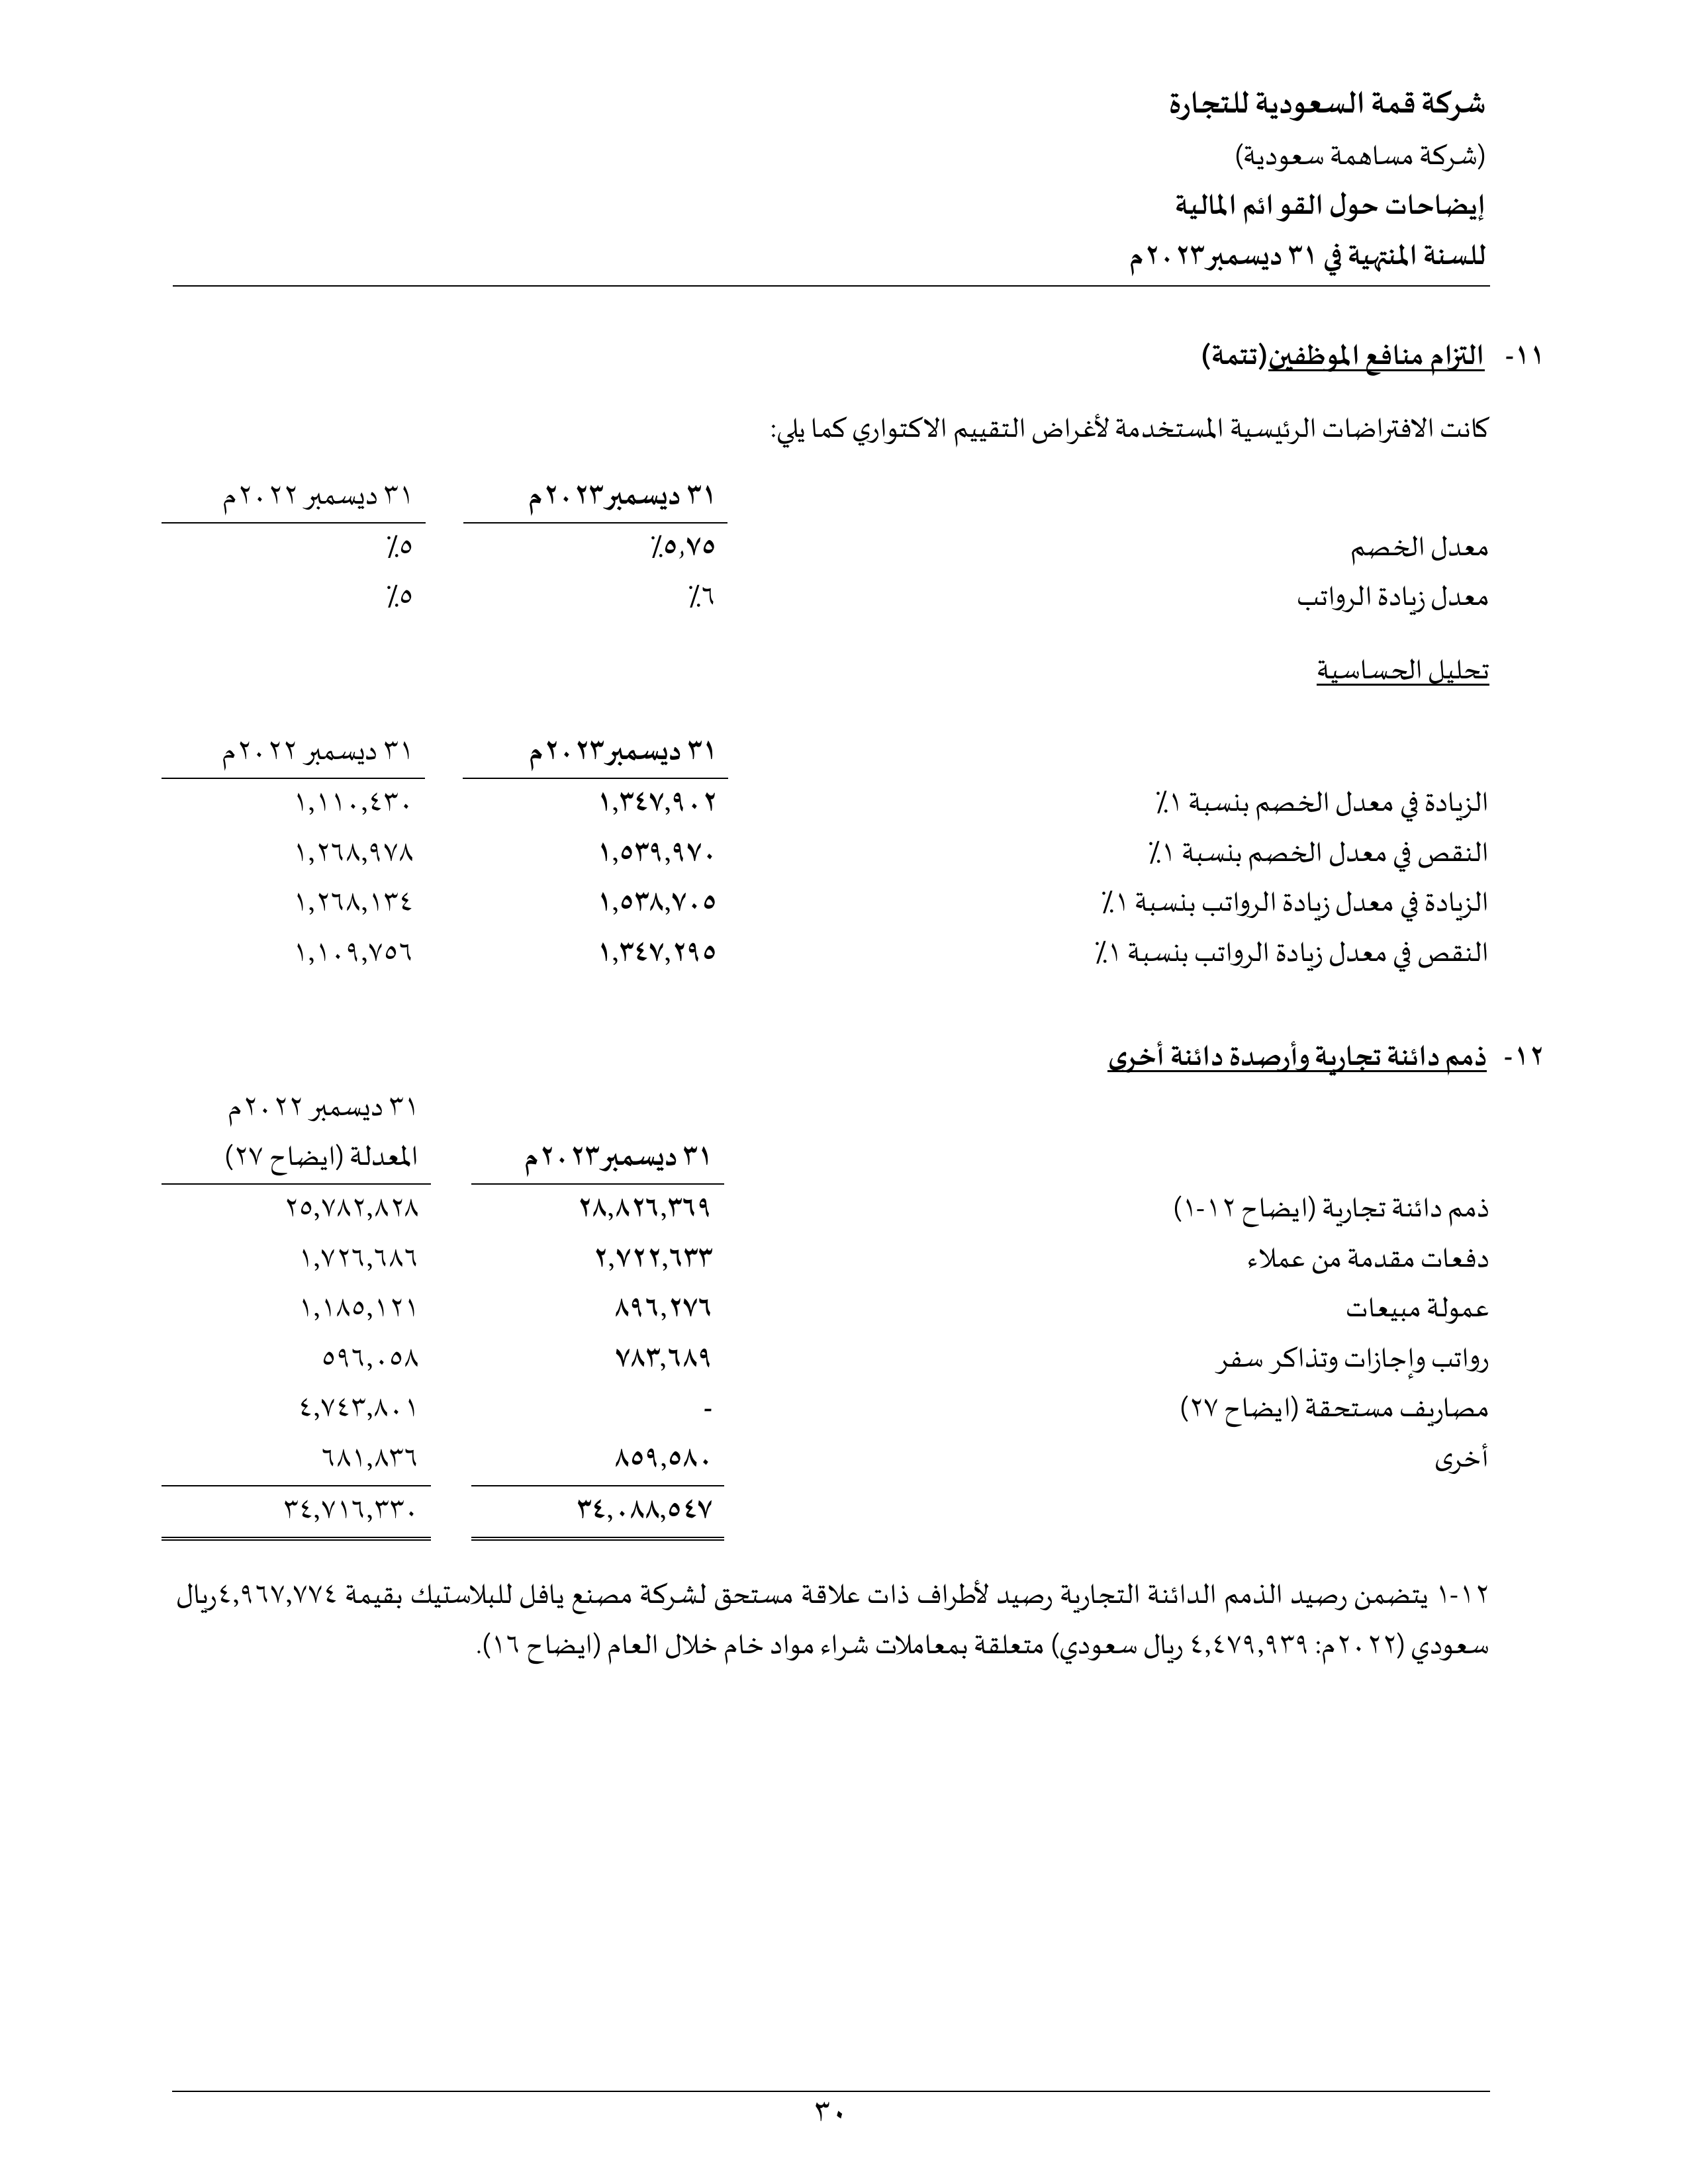 شركة قمة السعودية للتجارة
(شركة مساهمة سعودية)
إيضاحات حول القوائم المالية
للسنة المنتهية في ٣١ ديسمبر٢٠٢٣م
١١- التزام منافع الموظفين(تتمة)
كانت الافتراضات الرئيسية المستخدمة لأغراض التقييم الاكتواري كما يلي:
٣١ ديسمبر٢٠٢٣م ٣١ ديسمبر ٢٠٢٢م
معدل الخصم ٥,٧٥٪ ٥٪
معدل زيادة الرواتب ٦٪ ٥٪
تحليل الحساسية
٣١ ديسمبر٢٠٢٣م ٣١ ديسمبر ٢٠٢٢م
الزيادة في معدل الخصم بنسبة ١٪ ١,٣٤٧,٩٠٢ ١,١١٠,٤٣٠
النقص في معدل الخصم بنسبة ١٪ ١,٥٣٩,٩٧٠ ١,٢٦٨,٩٧٨
الزيادة في معدل زيادة الرواتب بنسبة ١٪ ١,٥٣٨,٧٠٥ ١,٢٦٨,١٣٤
النقص في معدل زيادة الرواتب بنسبة ١٪ ١,٣٤٧,٢٩٥ ١,١٠٩,٧٥٦
١٢- ذمم دائنة تجارية وأرصدة دائنة أخرى
٣١ ديسمبر ٢٠٢٢م
٣١ ديسمبر٢٠٢٣م المعدلة (ايضاح ٢٧)
ذمم دائنة تجارية (ايضاح ١٢-١) ٢٨,٨٢٦,٣٦٩ ٢٥,٧٨٢,٨٢٨
دفعات مقدمة من عملاء ٢,٧٢٢,٦٣٣ ١,٧٢٦,٦٨٦
عمولة مبيعات ٨٩٦,٢٧٦ ١,١٨٥,١٢١
رواتب وإجازات وتذاكر سفر ٧٨٣,٦٨٩ ٥٩٦,٠٥٨
مصاريف مستحقة (ايضاح ٢٧) - ٤,٧٤٣,٨٠١
أخرى ٨٥٩,٥٨٠ ٦٨١,٨٣٦
٣٤,٠٨٨,٥٤٧ ٣٤,٧١٦,٣٣٠
١٢-١ يتضمن رصيد الذمم الدائنة التجارية رصيد لأطراف ذات علاقة مستحق لشركة مصنع يافل للبلاستيك بقيمة ٤,٩٦٧,٧٧٤ريال
سعودي (٢٠٢٢م: ٤,٤٧٩,٩٣٩ ريال سعودي) متعلقة بمعاملات شراء مواد خام خلال العام (ايضاح ١٦).
٣٠